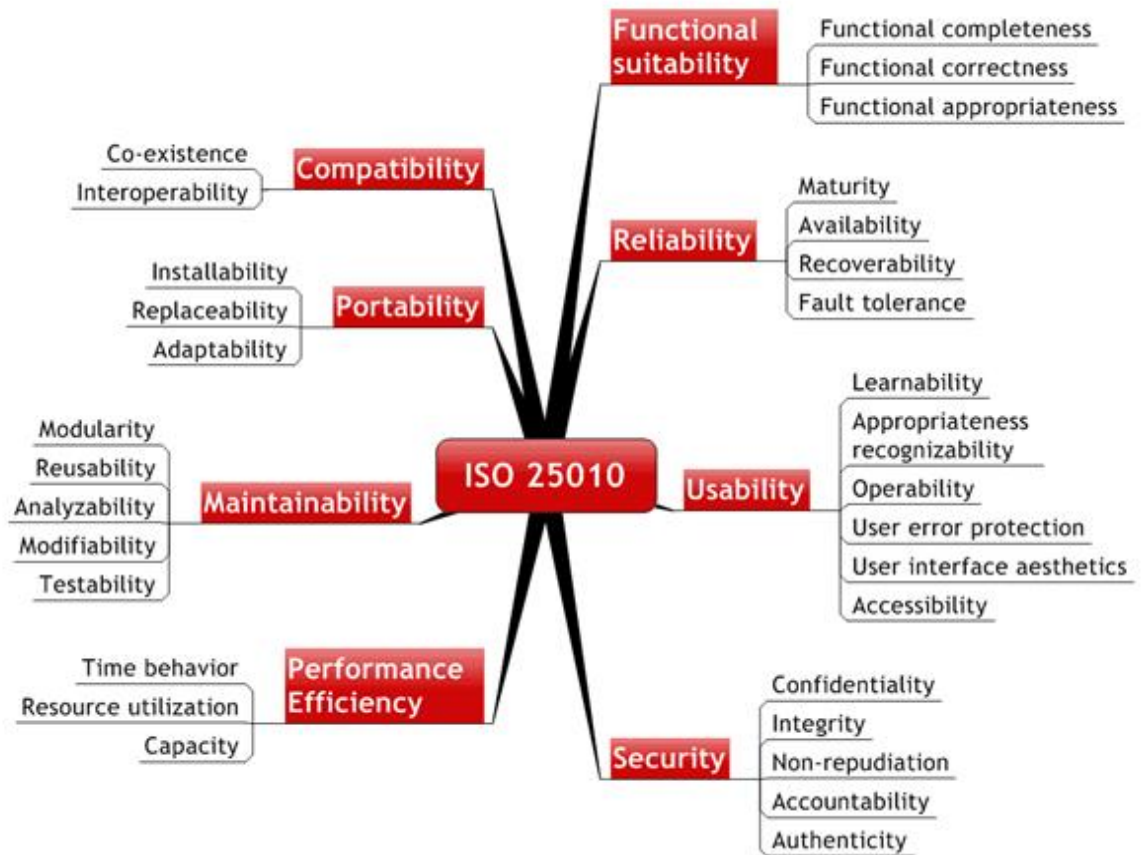 ISO 25010
Functional
suitability
Functional completeness
Functional correctness
Functional appropriateness
Reliability
Maturity
Availability
Recoverability
Fault tolerance
Usability
Learnability
Appropriateness
recognizability
Operability
User error protection
User interface aesthetics
Accessibility
Security
Confidentiality
Integrity
Non-repudiation
Accountability
Authenticity
Compatibility
Co-existence
Interoperability
Portability
Installability
Replaceability
Adaptability
Maintainability
Modularity
Reusability
Analyzability
Modifiability
Testability
Performance
Efficiency
Time behavior
Resource utilization
Capacity